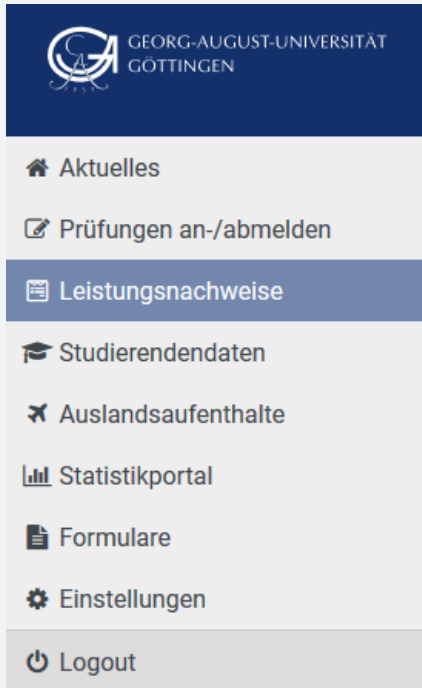 GEORG-AUGUST-UNIVERSITÄT
GÖTTINGEN
Aktuelles
Prüfungen an-/abmelden
Leistungsnachweise
Studierendendaten
Auslandsaufenthalte
Statistikportal
Formulare
Einstellungen
Logout